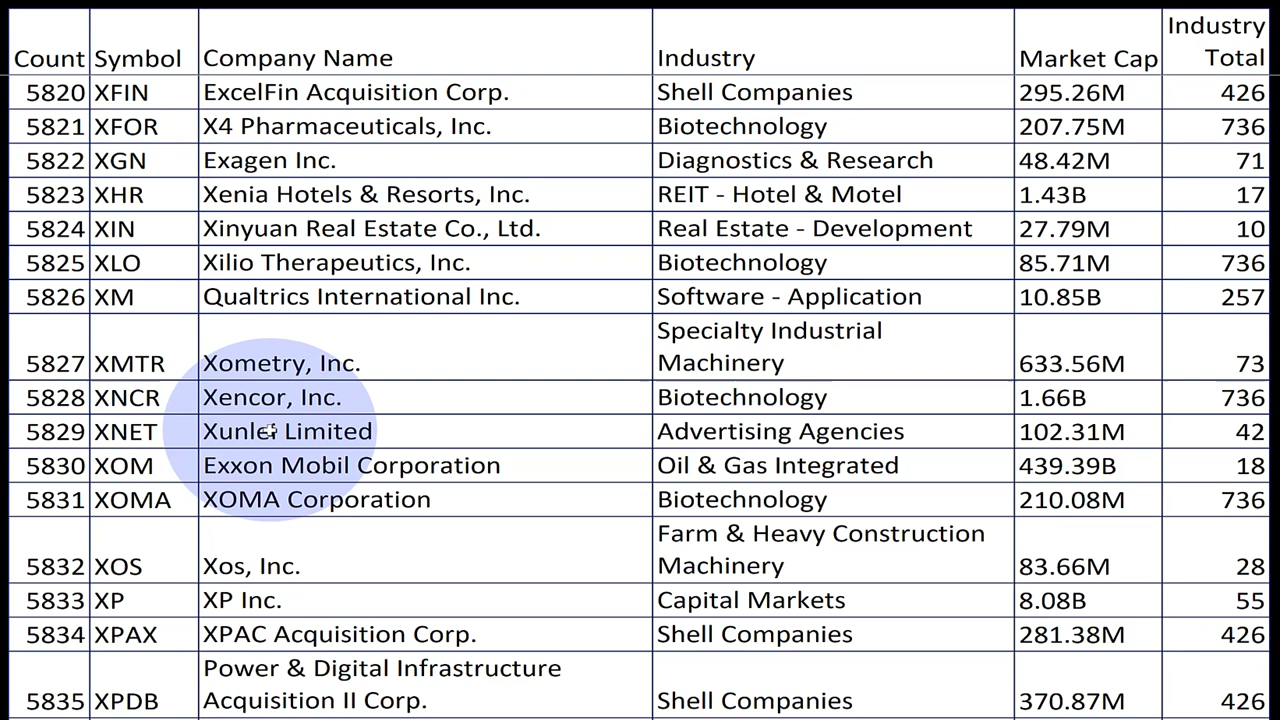 Count Symbol Company Name Industry Market Cap Industry Total
5820 XFIN ExcelFin Acquisition Corp. Shell Companies 295.26M 426
5821 XFOR X4 Pharmaceuticals, Inc. Biotechnology 207.75M 736
5822 XGN Exagen Inc. Diagnostics & Research 48.42M 71
5823 XHR Xenia Hotels & Resorts, Inc. REIT - Hotel & Motel 1.43B 17
5824 XIN Xinyuan Real Estate Co., Ltd. Real Estate - Development 27.79M 10
5825 XLO Xilio Therapeutics, Inc. Biotechnology 85.71M 736
5826 XM Qualtrics International Inc. Software - Application 10.85B 257
5827 XMTR Xometry, Inc. Specialty Industrial Machinery 633.56M 73
5828 XNCR Xencor, Inc. Biotechnology 1.66B 736
5829 XNET Xunlei Limited Advertising Agencies 102.31M 42
5830 XOM Exxon Mobil Corporation Oil & Gas Integrated 439.39B 18
5831 XOMA XOMA Corporation Biotechnology 210.08M 736
5832 XOS Xos, Inc. Farm & Heavy Construction Machinery 83.66M 28
5833 XP XP Inc. Capital Markets 8.08B 55
5834 XPAX XPAC Acquisition Corp. Shell Companies 281.38M 426
5835 XPDB Power & Digital Infrastructure Acquisition II Corp. Shell Companies 370.87M 426